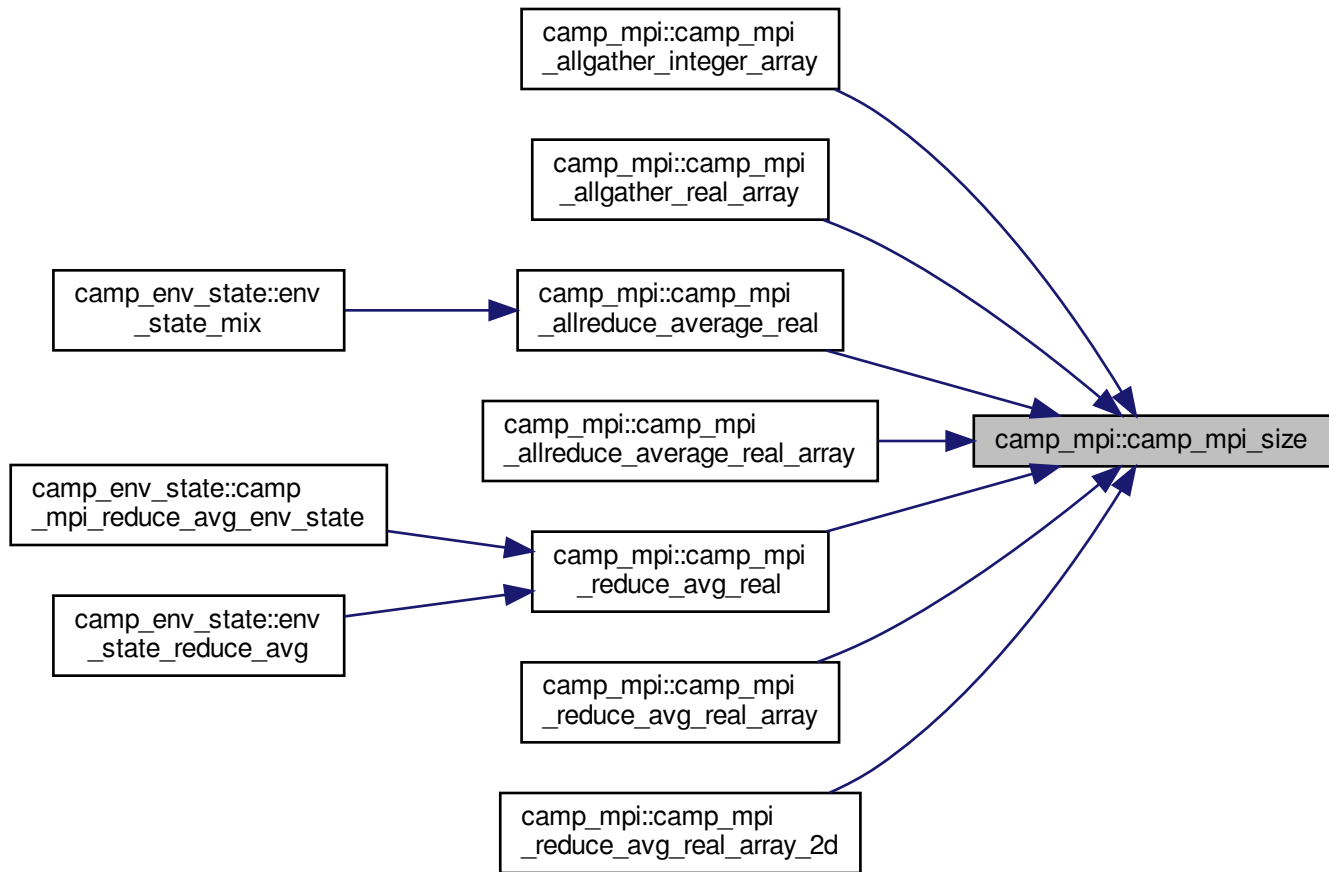 camp_mpi::camp_mpi
_allgather_integer_array
camp_mpi::camp_mpi
_allgather_real_array
camp_env_state::env
_state_mix
camp_mpi::camp_mpi
_allreduce_average_real
camp_mpi::camp_mpi
_allreduce_average_real_array
camp_mpi::camp_mpi_size
camp_env_state::camp
_mpi_reduce_avg_env_state
camp_mpi::camp_mpi
_reduce_avg_real
camp_env_state::env
_state_reduce_avg
camp_mpi::camp_mpi
_reduce_avg_real_array
camp_mpi::camp_mpi
_reduce_avg_real_array_2d